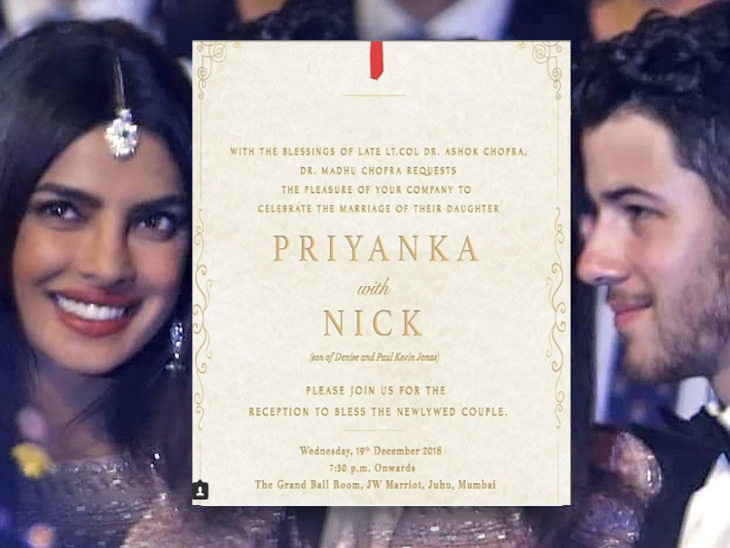 WITH THE BLESSINGS OF LATE LT.COL DR. ASHOK CHOPRA,
DR. MADHU CHOPRA REQUESTS
THE PLEASURE OF YOUR COMPANY TO
CELEBRATE THE MARRIAGE OF THEIR DAUGHTER
PRIYANKA
with
NICK
(son of Denise and Paul Kevin Jonas)
PLEASE JOIN US FOR THE
RECEPTION TO BLESS THE NEWLYWED COUPLE.
Wednesday, 19th December 2018
7:30 p.m. Onwards
The Grand Ball Room, JW Marriot, Juhu, Mumbai